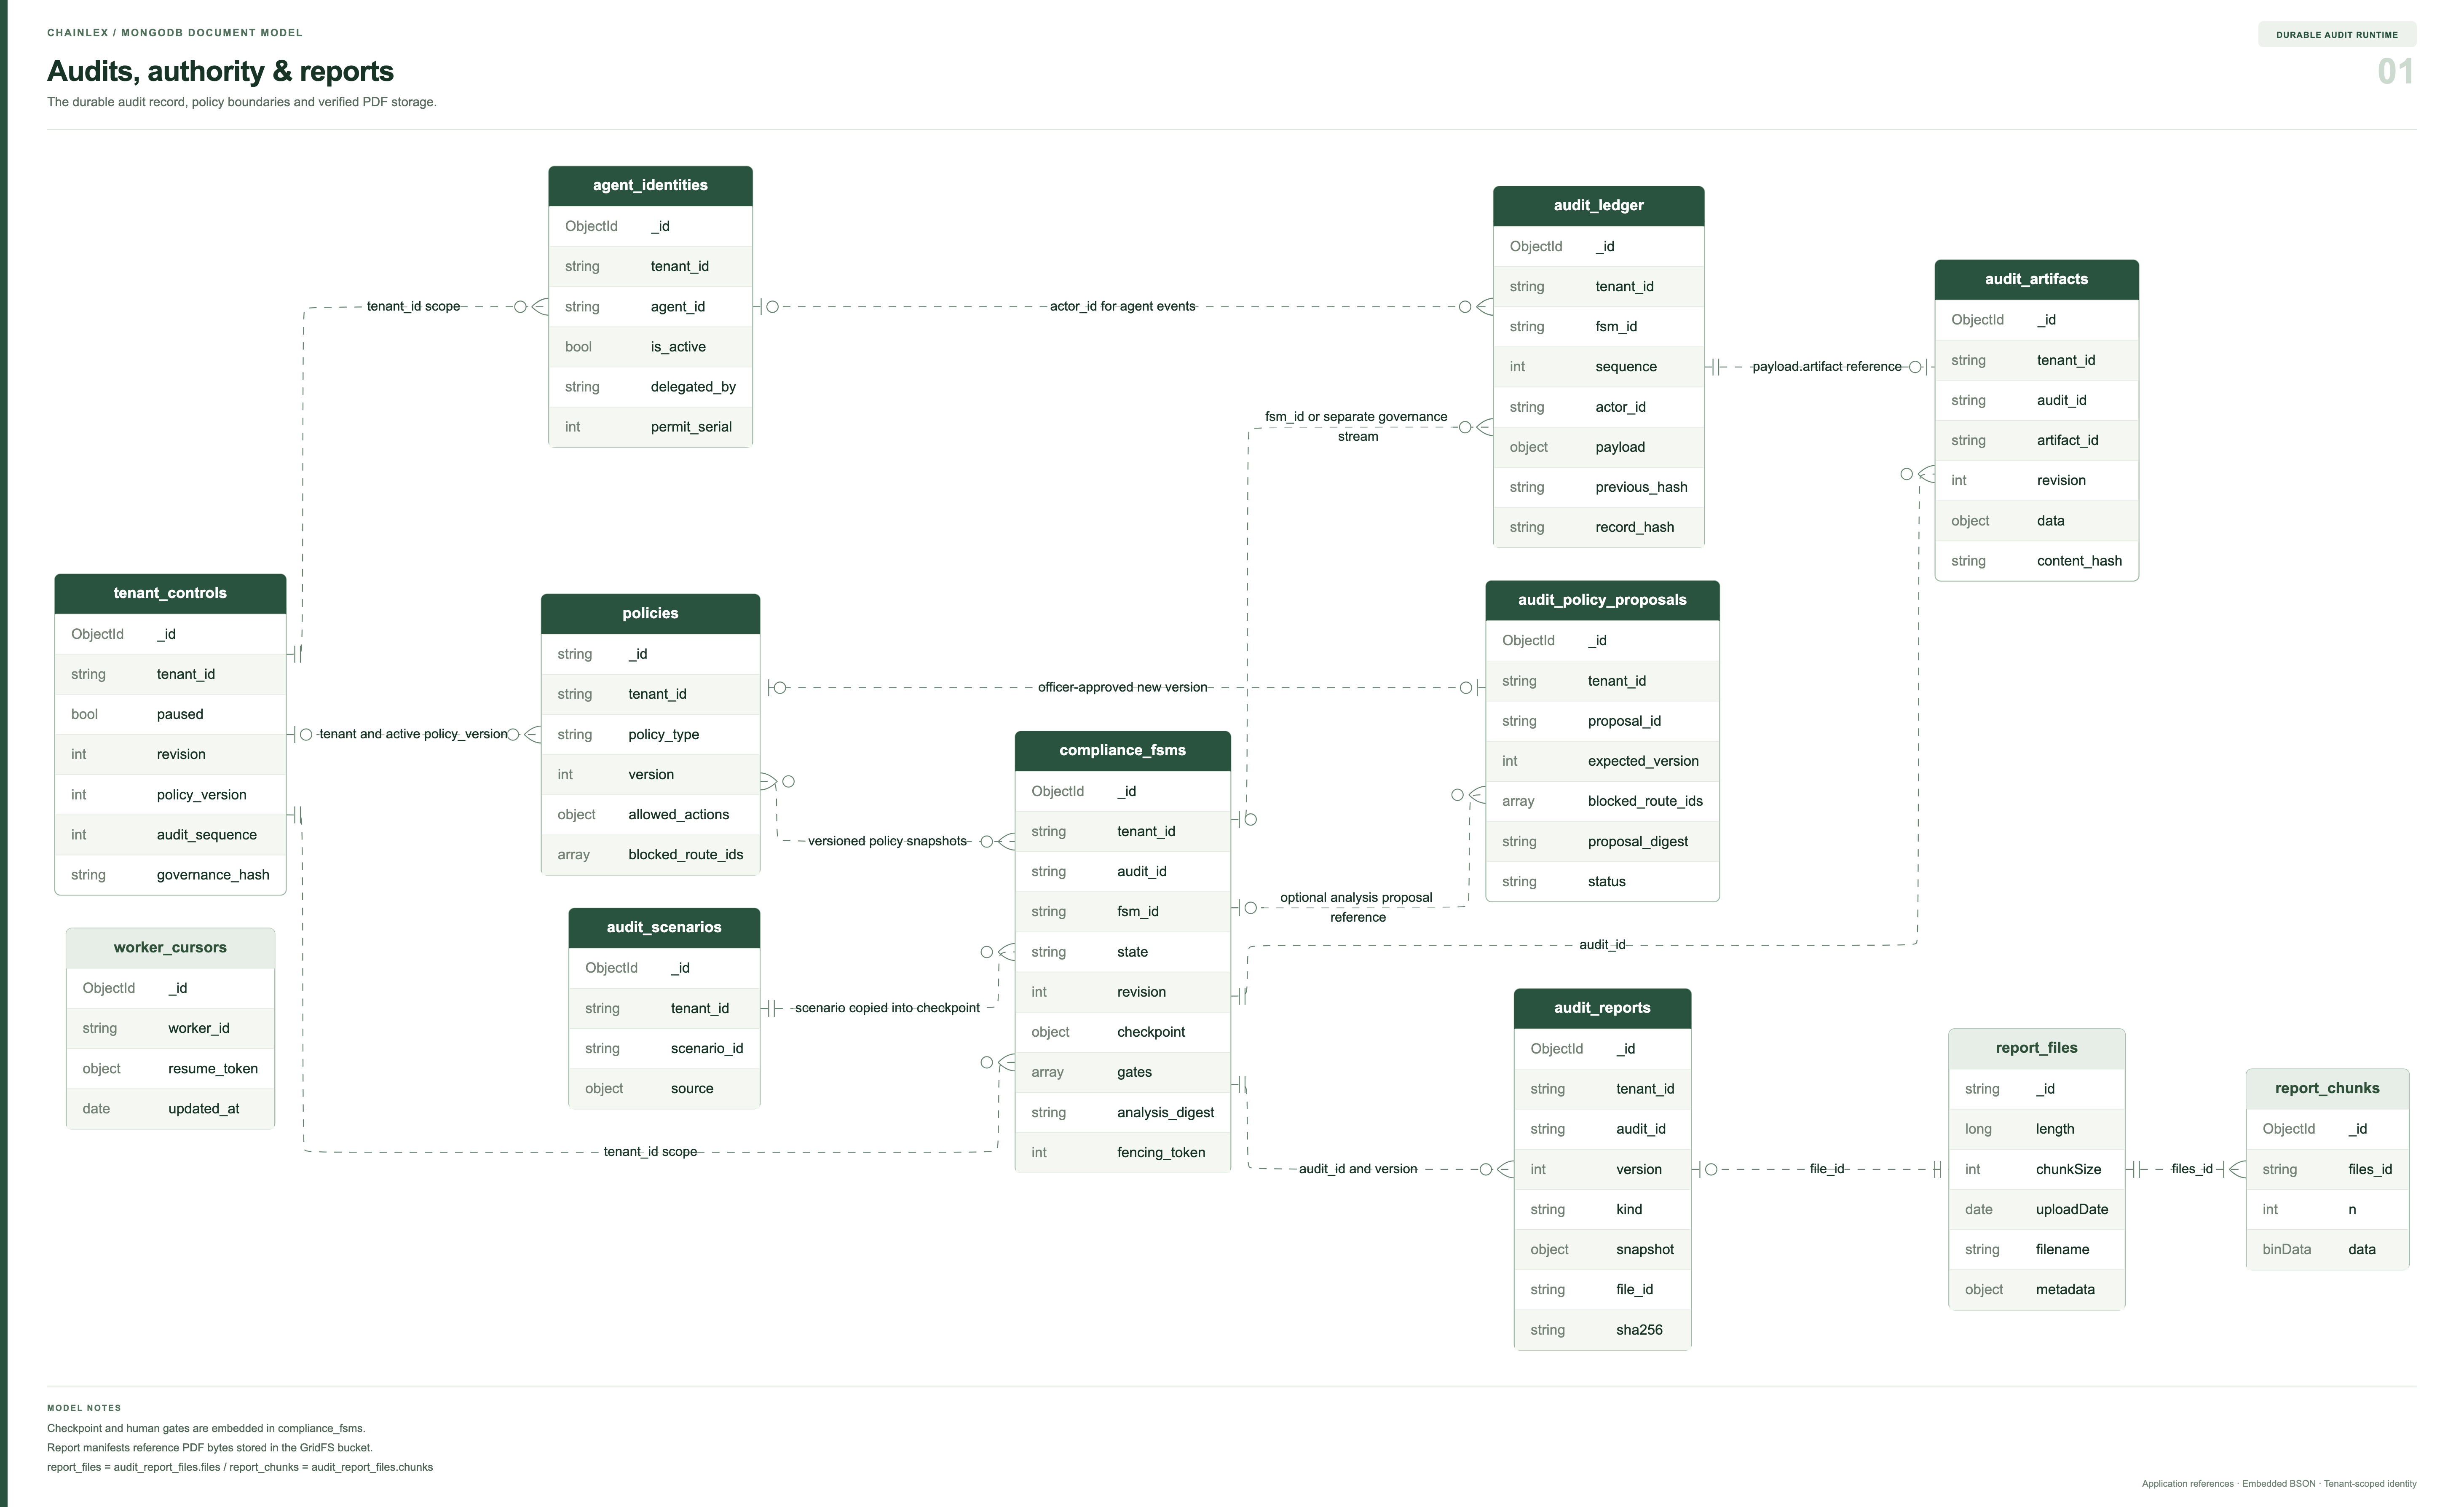 CHAINLEX / MONGODB DOCUMENT MODEL
DURABLE AUDIT RUNTIME
01
Audits, authority & reports
The durable audit record, policy boundaries and verified PDF storage.
agent_identities
ObjectId _id
string tenant_id
string agent_id
bool is_active
string delegated_by
int permit_serial
audit_ledger
ObjectId _id
string tenant_id
string fsm_id
int sequence
string actor_id
object payload
string previous_hash
string record_hash
audit_artifacts
ObjectId _id
string tenant_id
string audit_id
string artifact_id
int revision
object data
string content_hash
tenant_id scope
actor_id for agent events
payload.artifact reference
fsm_id or separate governance
stream
tenant_controls
ObjectId _id
string tenant_id
bool paused
int revision
int policy_version
int audit_sequence
string governance_hash
tenant and active policy_version
policies
string _id
string tenant_id
string policy_type
int version
object allowed_actions
array blocked_route_ids
officer-approved new version
audit_policy_proposals
ObjectId _id
string tenant_id
string proposal_id
int expected_version
array blocked_route_ids
string proposal_digest
string status
versioned policy snapshots
compliance_fsms
ObjectId _id
string tenant_id
string audit_id
string fsm_id
string state
int revision
object checkpoint
array gates
string analysis_digest
int fencing_token
optional analysis proposal
reference
audit_id
worker_cursors
ObjectId _id
string worker_id
object resume_token
date updated_at
audit_scenarios
ObjectId _id
string tenant_id
string scenario_id
object source
scenario copied into checkpoint
tenant_id scope
audit_id and version
audit_reports
ObjectId _id
string tenant_id
string audit_id
int version
string kind
object snapshot
string file_id
string sha256
file_id
report_files
string _id
long length
int chunkSize
date uploadDate
string filename
object metadata
files_id
report_chunks
ObjectId _id
string files_id
int n
binData data
MODEL NOTES
Checkpoint and human gates are embedded in compliance_fsms.
Report manifests reference PDF bytes stored in the GridFS bucket.
report_files = audit_report_files.files / report_chunks = audit_report_files.chunks
Application references · Embedded BSON · Tenant-scoped identity